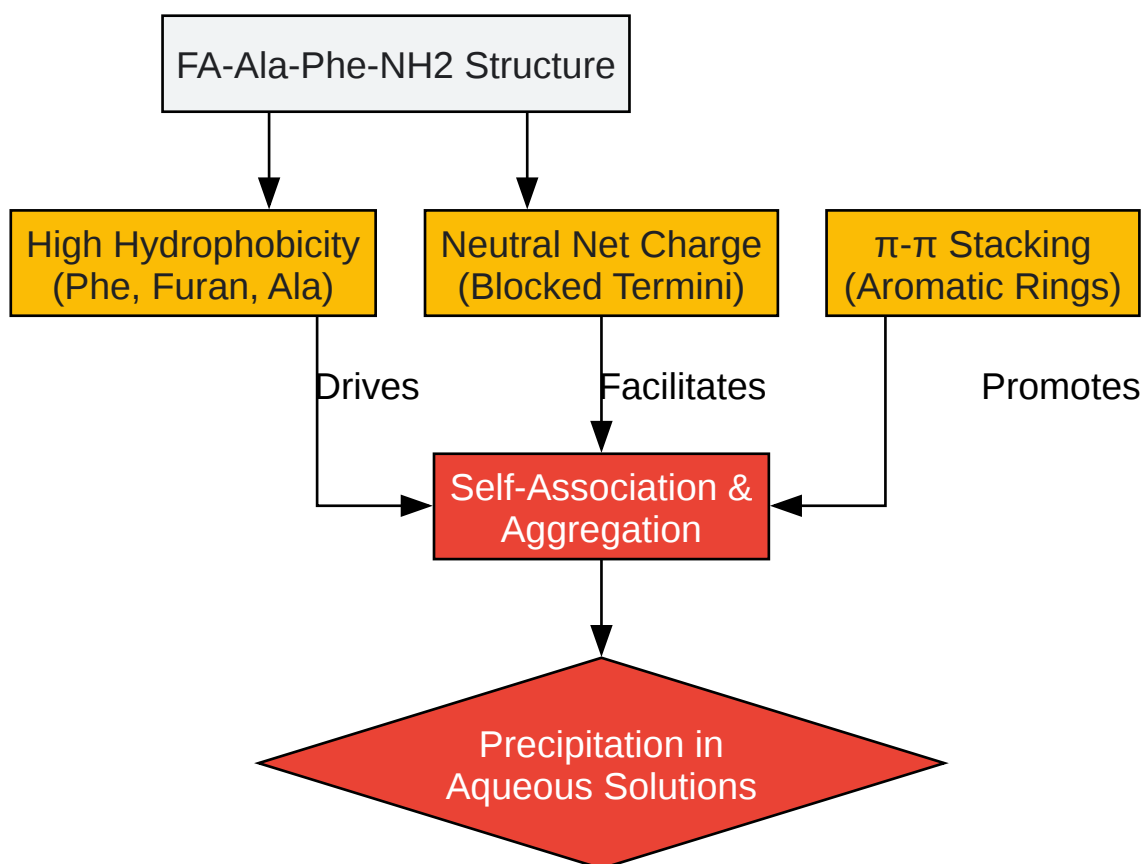 FA-Ala-Phe-NH2 Structure
High Hydrophobicity
(Phe, Furan, Ala)
Neutral Net Charge
(Blocked Termini)
π-π Stacking
(Aromatic Rings)
Drives
Facilitates
Promotes
Self-Association &
Aggregation
Precipitation in
Aqueous Solutions